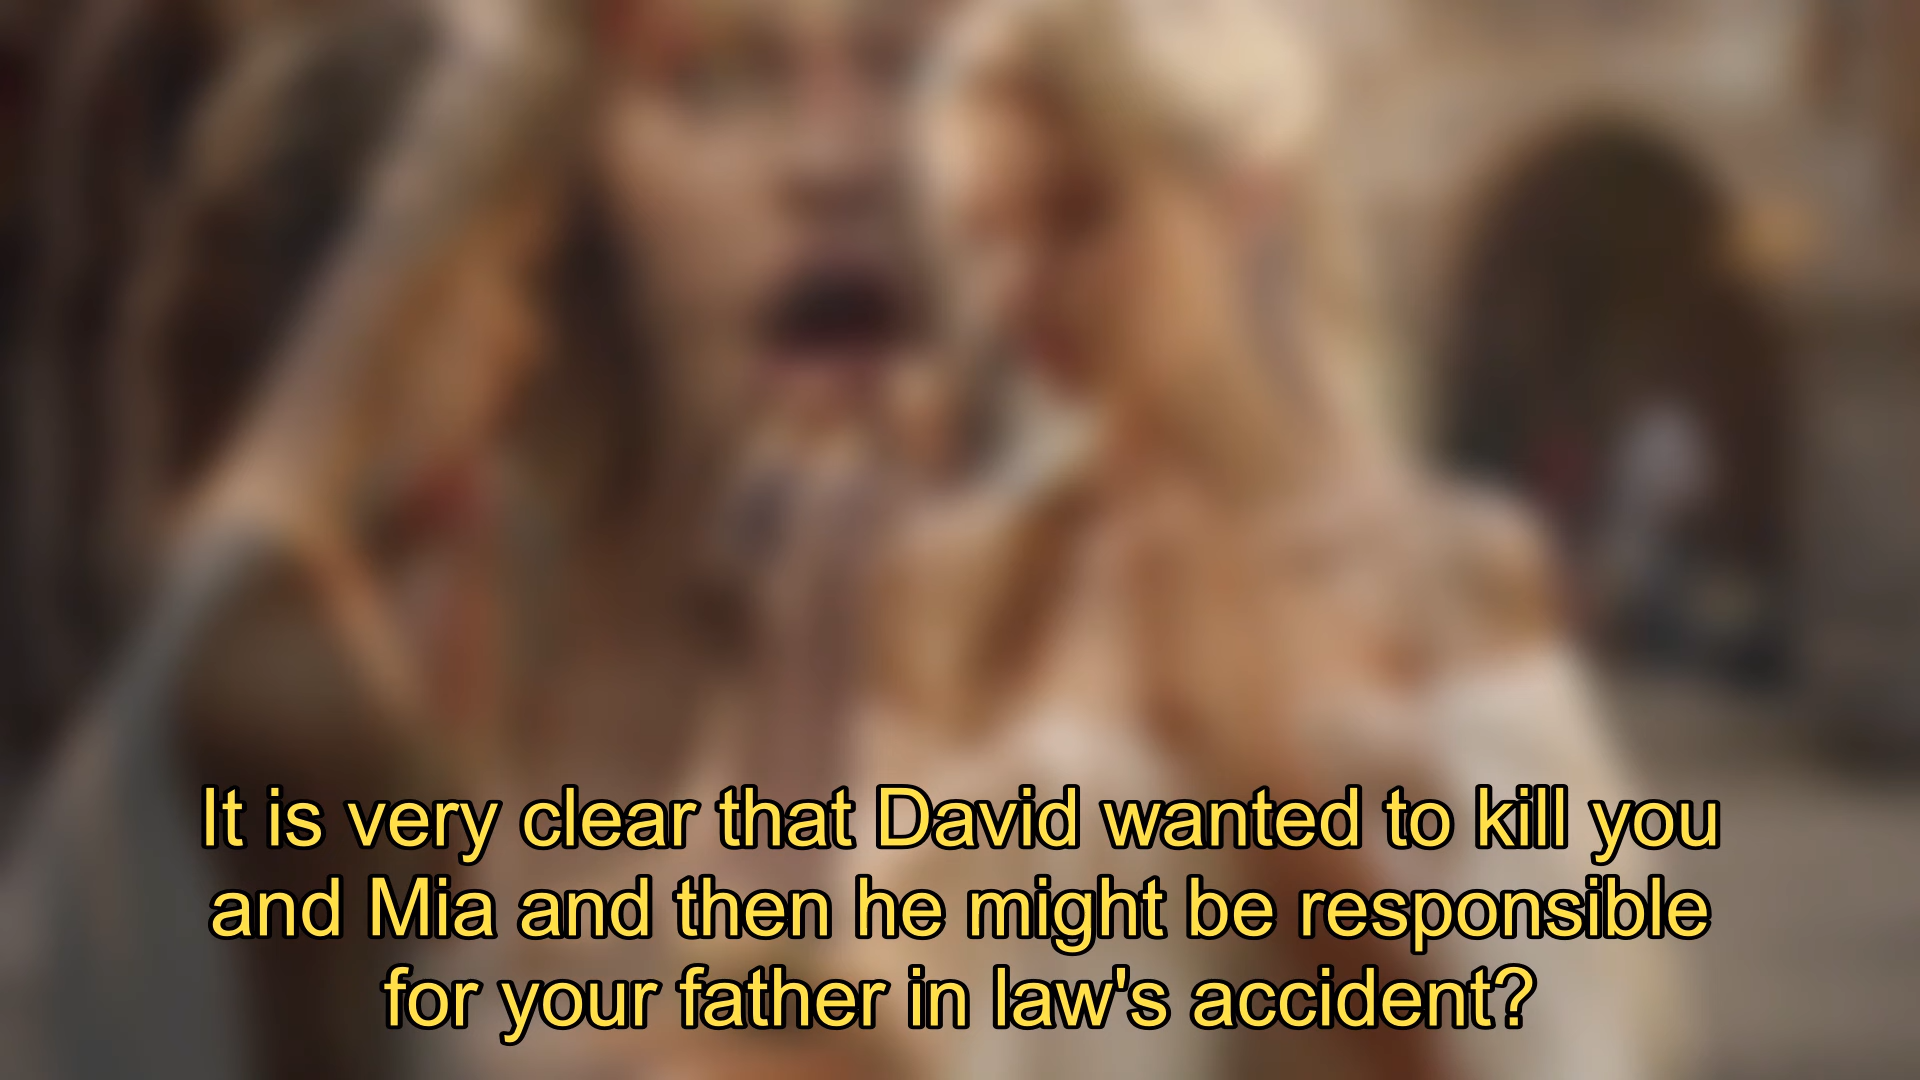 It is very clear that David wanted to kill you
and Mia and then he might be responsible
for your father in law's accident?